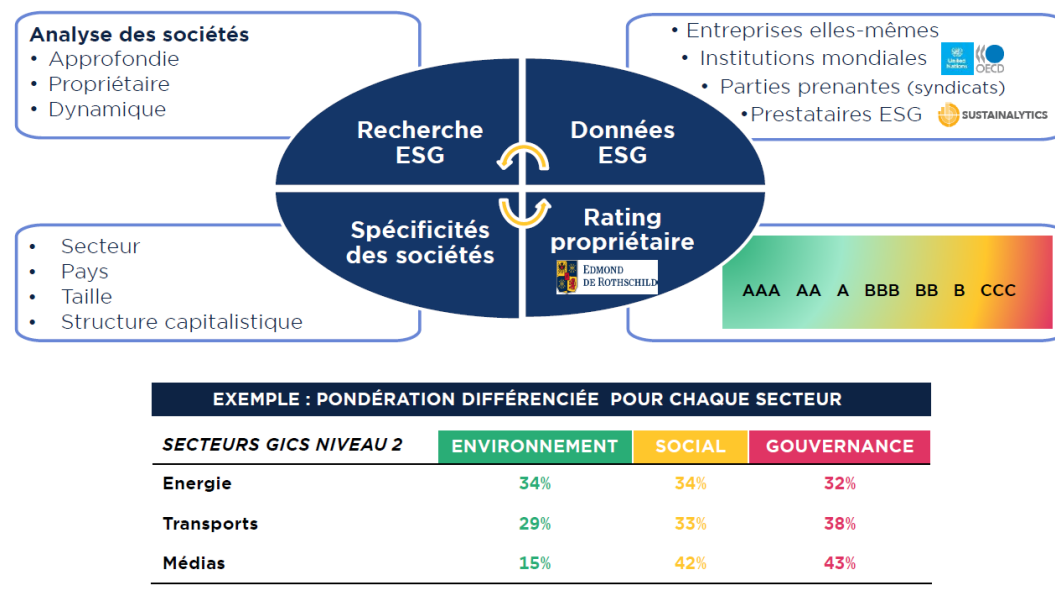 Analyse des sociétés
• Approfondie
• Propriétaire
• Dynamique
• Entreprises elles-mêmes
• Institutions mondiales
United Nations
OECD
• Parties prenantes (syndicats)
•Prestataires ESG
SUSTAINALYTICS
Recherche
ESG
Données
ESG
Spécificités
des sociétés
Rating
propriétaire
EDMOND
DE ROTHSCHILD
• Secteur
• Pays
• Taille
• Structure capitalistique
AAA AA A BBB BB B CCC
EXEMPLE : PONDÉRATION DIFFÉRENCIÉE POUR CHAQUE SECTEUR
SECTEURS GICS NIVEAU 2 ENVIRONNEMENT SOCIAL GOUVERNANCE
Energie 34% 34% 32%
Transports 29% 33% 38%
Médias 15% 42% 43%